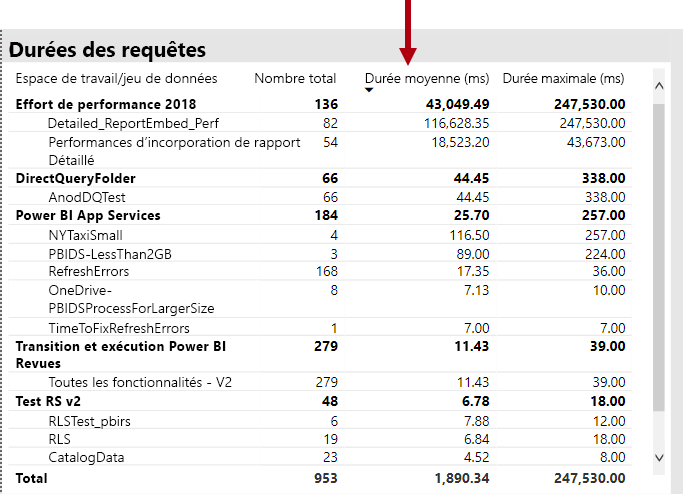 Durées des requêtes
Espace de travail/jeu de données Nombre total Durée moyenne (ms) Durée maximale (ms)
Effort de performance 2018 136 43,049.49 247,530.00
Detailed_ReportEmbed_Perf 82 116,628.35 247,530.00
Performances d'incorporation de rapport 54 18,523.20 43,673.00
Détaillé
DirectQueryFolder 66 44.45 338.00
AnodDQTest 66 44.45 338.00
Power BI App Services 184 25.70 257.00
NYTaxiSmall 4 116.50 257.00
PBIDS-LessThan2GB 3 89.00 224.00
RefreshErrors 168 17.35 36.00
OneDrive- 8 7.13 10.00
PBIDSProcessForLargerSize
TimeToFixRefreshErrors 1 7.00 7.00
Transition et exécution Power BI 279 11.43 39.00
Revues
Toutes les fonctionnalités - V2 279 11.43 39.00
Test RS v2 48 6.78 18.00
RLSTest_pbirs 6 7.88 12.00
RLS 19 6.84 18.00
CatalogData 23 4.52 8.00
Total 953 1,890.34 247,530.00